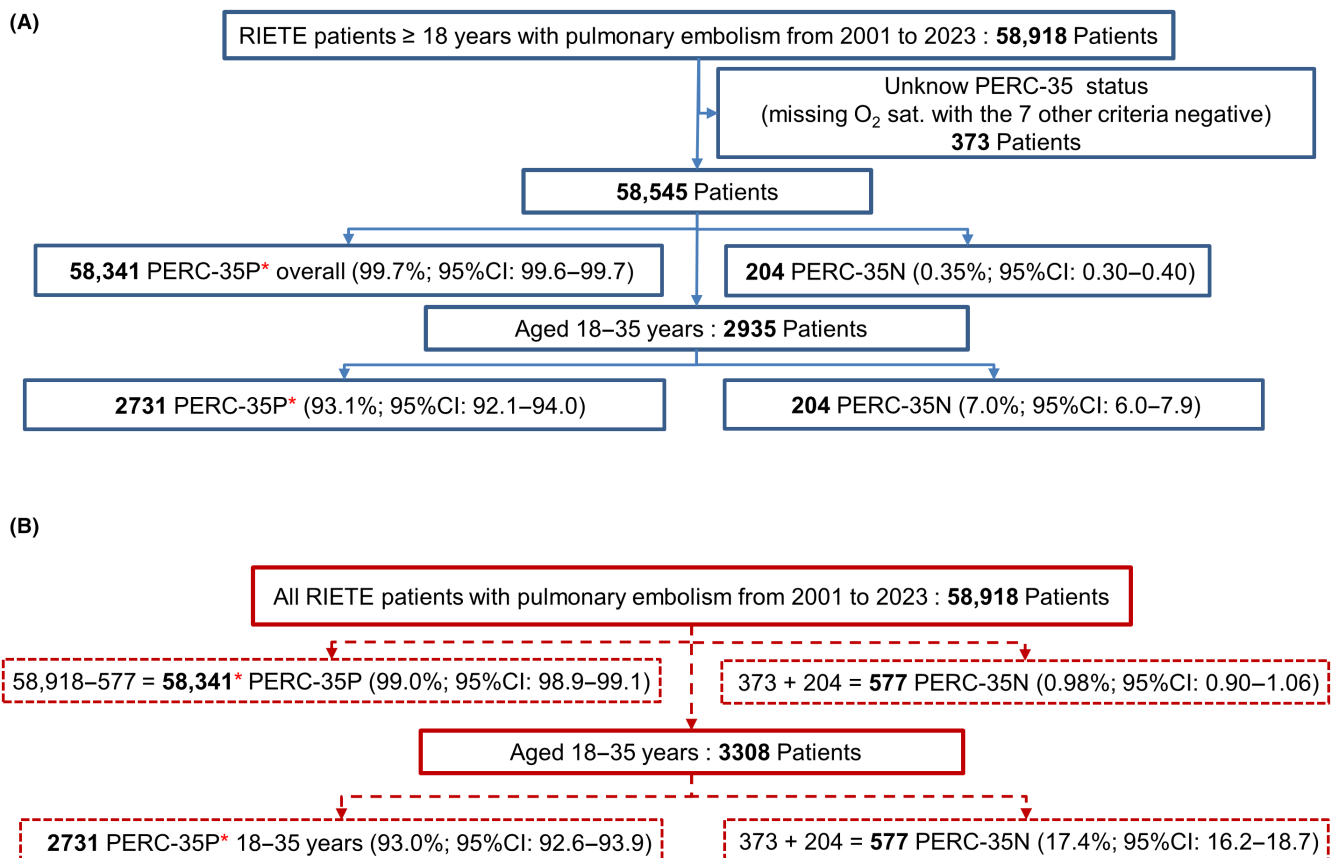 (A)
RIETE patients ≥ 18 years with pulmonary embolism from 2001 to 2023 : 58,918 Patients
Unknow PERC-35 status
(missing O₂ sat. with the 7 other criteria negative)
373 Patients
58,545 Patients
58,341 PERC-35P* overall (99.7%; 95%CI: 99.6–99.7)
204 PERC-35N (0.35%; 95%CI: 0.30–0.40)
Aged 18–35 years : 2935 Patients
2731 PERC-35P* (93.1%; 95%CI: 92.1–94.0)
204 PERC-35N (7.0%; 95%CI: 6.0–7.9)
(B)
All RIETE patients with pulmonary embolism from 2001 to 2023 : 58,918 Patients
58,918–577 = 58,341* PERC-35P (99.0%; 95%CI: 98.9–99.1)
373 + 204 = 577 PERC-35N (0.98%; 95%CI: 0.90–1.06)
Aged 18–35 years : 3308 Patients
2731 PERC-35P* 18–35 years (93.0%; 95%CI: 92.6–93.9)
373 + 204 = 577 PERC-35N (17.4%; 95%CI: 16.2–18.7)